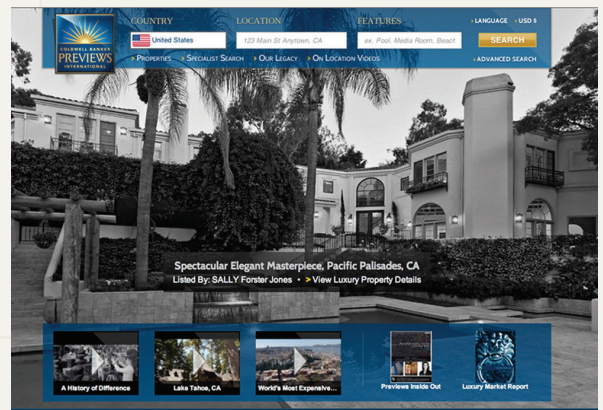 COUNTRY LOCATION FEATURES
LANGUAGE USD $
COLDWELL BANKER
PREVIEWS
INTERNATIONAL
United States
123 Main St Anytown, CA
ex. Pool, Media Room, Beach
SEARCH
PROPERTIES SPECIALIST SEARCH OUR LEGACY ON LOCATION VIDEOS
ADVANCED SEARCH
Spectacular Elegant Masterpiece, Pacific Palisades, CA
Listed By: SALLY Forster Jones • > View Luxury Property Details
A History of Difference
Lake Tahoe, CA
World's Most Expensive...
Previews Inside Out
Luxury Market Report